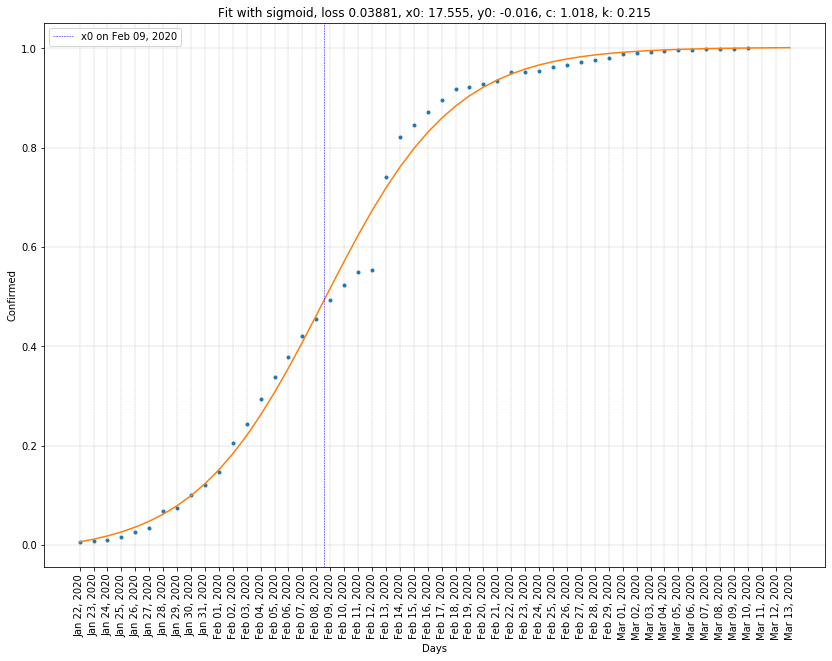 Fit with sigmoid, loss 0.03881, x0: 17.555, y0: -0.016, c: 1.018, k: 0.215
x0 on Feb 09, 2020
1.0
0.8
0.6
0.4
0.2
0.0
Confirmed
Jan 22, 2020
Jan 23, 2020
Jan 24, 2020
Jan 25, 2020
Jan 26, 2020
Jan 27, 2020
Jan 28, 2020
Jan 29, 2020
Jan 30, 2020
Jan 31, 2020
Feb 01, 2020
Feb 02, 2020
Feb 03, 2020
Feb 04, 2020
Feb 05, 2020
Feb 06, 2020
Feb 07, 2020
Feb 08, 2020
Feb 09, 2020
Feb 10, 2020
Feb 11, 2020
Feb 12, 2020
Feb 13, 2020
Feb 14, 2020
Feb 15, 2020
Feb 16, 2020
Feb 17, 2020
Feb 18, 2020
Feb 19, 2020
Feb 20, 2020
Feb 21, 2020
Feb 22, 2020
Feb 23, 2020
Feb 24, 2020
Feb 25, 2020
Feb 26, 2020
Feb 27, 2020
Feb 28, 2020
Feb 29, 2020
Mar 01, 2020
Mar 02, 2020
Mar 03, 2020
Mar 04, 2020
Mar 05, 2020
Mar 06, 2020
Mar 07, 2020
Mar 08, 2020
Mar 09, 2020
Mar 10, 2020
Mar 11, 2020
Mar 12, 2020
Mar 13, 2020
Days